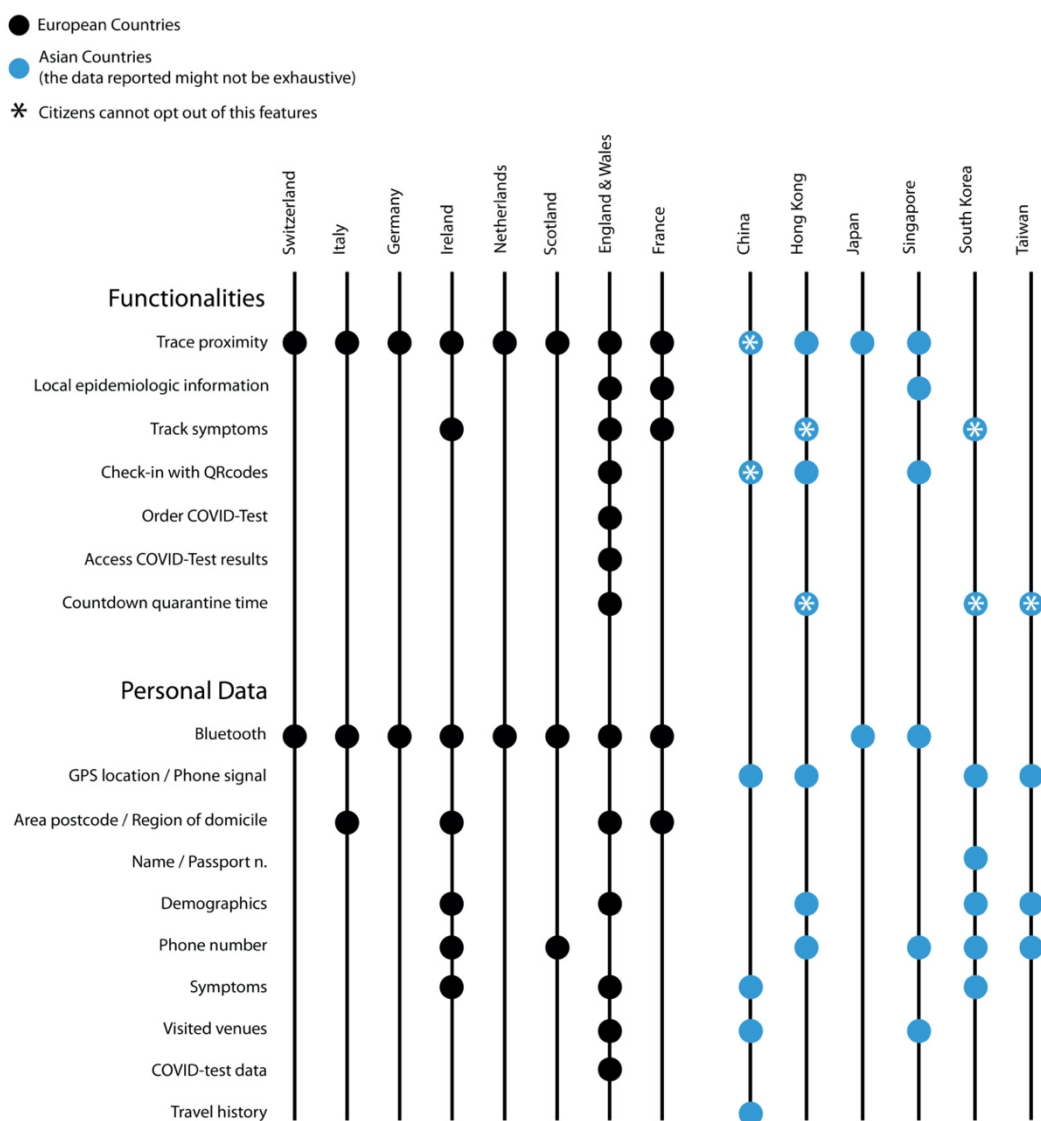 European Countries
Asian Countries
(the data reported might not be exhaustive)
* Citizens cannot opt out of this features
Switzerland
Italy
Germany
Ireland
Netherlands
Scotland
England & Wales
France
China
Hong Kong
Japan
Singapore
South Korea
Taiwan
Functionalities
Trace proximity
Local epidemiologic information
Track symptoms
Check-in with QRcodes
Order COVID-Test
Access COVID-Test results
Countdown quarantine time
Personal Data
Bluetooth
GPS location / Phone signal
Area postcode / Region of domicile
Name / Passport n.
Demographics
Phone number
Symptoms
Visited venues
COVID-test data
Travel history